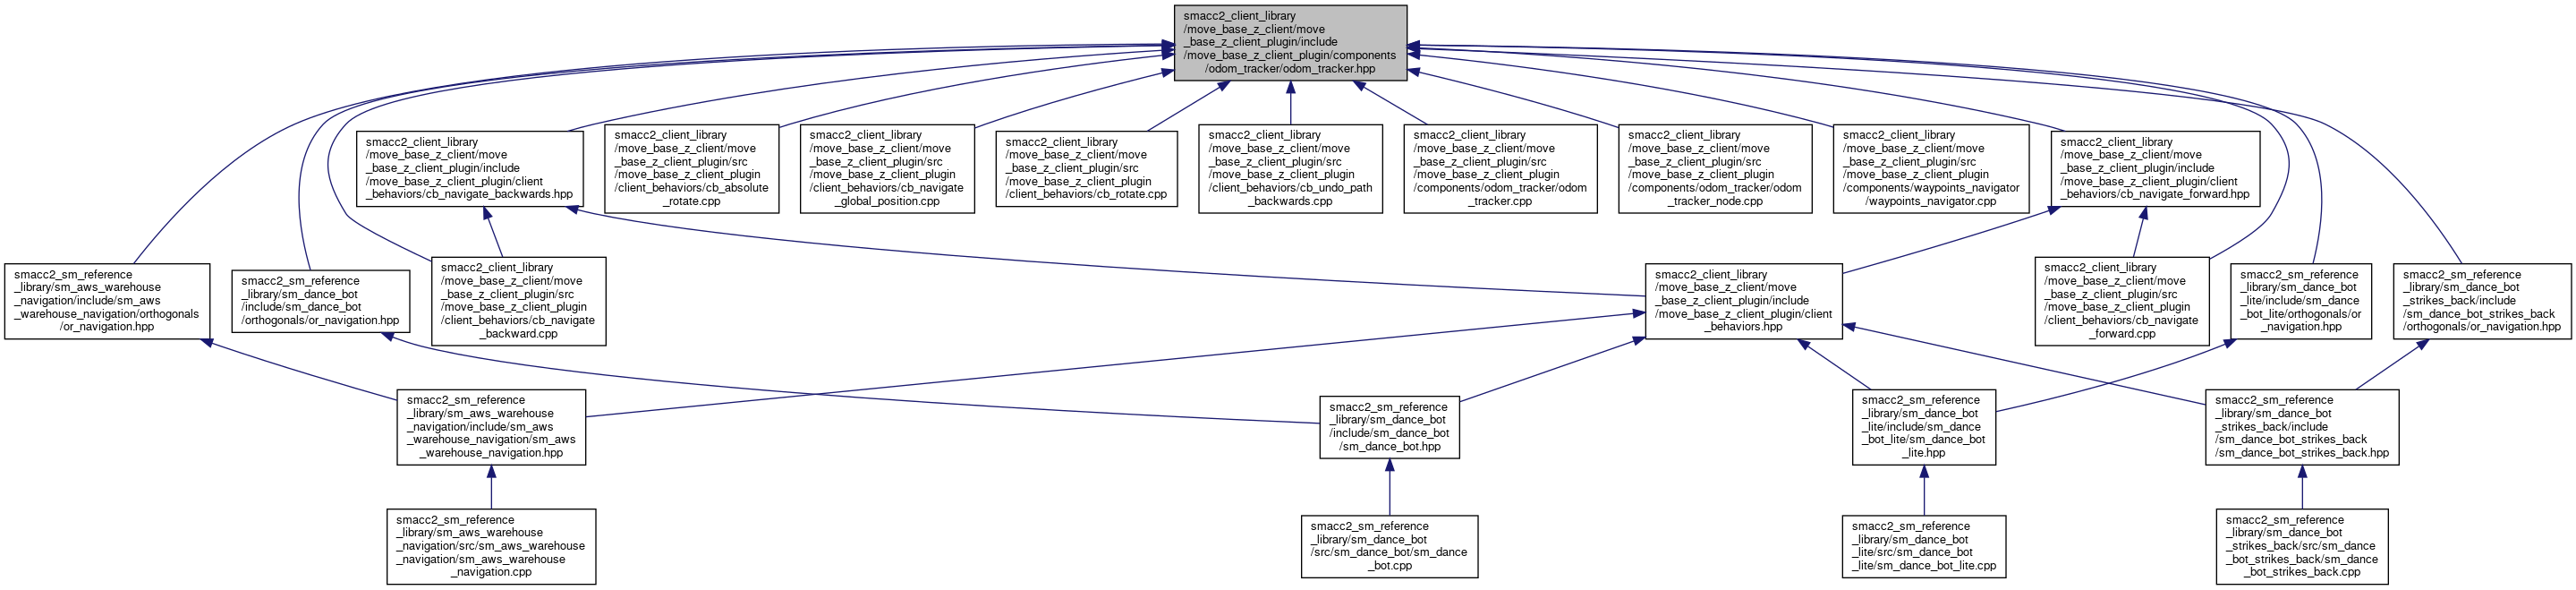 smacc2_client_library
/move_base_z_client/move
_base_z_client_plugin/include
/move_base_z_client_plugin/components
/odom_tracker/odom_tracker.hpp
smacc2_client_library
/move_base_z_client/move
_base_z_client_plugin/include
/move_base_z_client_plugin/client
_behaviors/cb_navigate_backwards.hpp
smacc2_client_library
/move_base_z_client/move
_base_z_client_plugin/src
/move_base_z_client_plugin
/client_behaviors/cb_absolute
_rotate.cpp
smacc2_client_library
/move_base_z_client/move
_base_z_client_plugin/src
/move_base_z_client_plugin
/client_behaviors/cb_navigate
_global_position.cpp
smacc2_client_library
/move_base_z_client/move
_base_z_client_plugin/src
/move_base_z_client_plugin
/client_behaviors/cb_rotate.cpp
smacc2_client_library
/move_base_z_client/move
_base_z_client_plugin/src
/move_base_z_client_plugin
/client_behaviors/cb_undo_path
_backwards.cpp
smacc2_client_library
/move_base_z_client/move
_base_z_client_plugin/src
/move_base_z_client_plugin
/components/odom_tracker/odom
_tracker.cpp
smacc2_client_library
/move_base_z_client/move
_base_z_client_plugin/src
/move_base_z_client_plugin
/components/odom_tracker/odom
_tracker_node.cpp
smacc2_client_library
/move_base_z_client/move
_base_z_client_plugin/src
/move_base_z_client_plugin
/components/waypoints_navigator
/waypoints_navigator.cpp
smacc2_client_library
/move_base_z_client/move
_base_z_client_plugin/include
/move_base_z_client_plugin/client
_behaviors/cb_navigate_forward.hpp
smacc2_sm_reference
_library/sm_aws_warehouse
_navigation/include/sm_aws
_warehouse_navigation/orthogonals
/or_navigation.hpp
smacc2_sm_reference
_library/sm_dance_bot
/include/sm_dance_bot
/orthogonals/or_navigation.hpp
smacc2_client_library
/move_base_z_client/move
_base_z_client_plugin/src
/move_base_z_client_plugin
/client_behaviors/cb_navigate
_backward.cpp
smacc2_client_library
/move_base_z_client/move
_base_z_client_plugin/include
/move_base_z_client_plugin/client
_behaviors.hpp
smacc2_client_library
/move_base_z_client/move
_base_z_client_plugin/src
/move_base_z_client_plugin
/client_behaviors/cb_navigate
_forward.cpp
smacc2_sm_reference
_library/sm_dance_bot
_lite/include/sm_dance
_bot_lite/orthogonals/or
_navigation.hpp
smacc2_sm_reference
_library/sm_dance_bot
_strikes_back/include
/sm_dance_bot_strikes_back
/orthogonals/or_navigation.hpp
smacc2_sm_reference
_library/sm_aws_warehouse
_navigation/include/sm_aws
_warehouse_navigation/sm_aws
_warehouse_navigation.hpp
smacc2_sm_reference
_library/sm_dance_bot
/include/sm_dance_bot
/sm_dance_bot.hpp
smacc2_sm_reference
_library/sm_dance_bot
_lite/include/sm_dance
_bot_lite/sm_dance_bot
_lite.hpp
smacc2_sm_reference
_library/sm_dance_bot
_strikes_back/include
/sm_dance_bot_strikes_back
/sm_dance_bot_strikes_back.hpp
smacc2_sm_reference
_library/sm_aws_warehouse
_navigation/src/sm_aws_warehouse
_navigation/sm_aws_warehouse
_navigation.cpp
smacc2_sm_reference
_library/sm_dance_bot
/src/sm_dance_bot/sm_dance
_bot.cpp
smacc2_sm_reference
_library/sm_dance_bot
_lite/src/sm_dance_bot
_lite/sm_dance_bot_lite.cpp
smacc2_sm_reference
_library/sm_dance_bot
_strikes_back/src/sm_dance
_bot_strikes_back/sm_dance
_bot_strikes_back.cpp